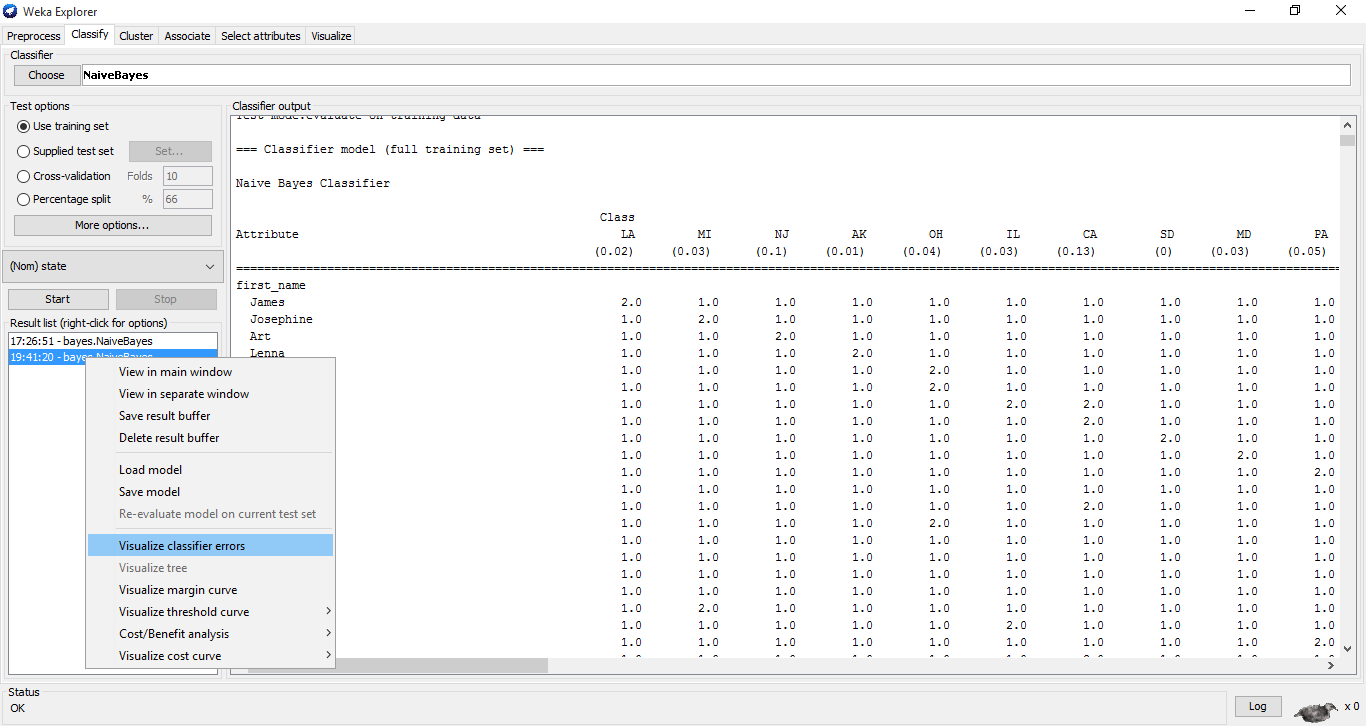 Weka Explorer
Preprocess Classify Cluster Associate Select attributes Visualize
Classifier
Choose NaiveBayes
Test options
Use training set
Supplied test set Set...
Cross-validation Folds 10
Percentage split % 66
More options...
(Nom) state
Start Stop
Result list (right-click for options)
17:26:51 - bayes.NaiveBayes
19:41:20 - bayes.NaiveBayes
View in main window
View in separate window
Save result buffer
Delete result buffer
Load model
Save model
Re-evaluate model on current test set
Visualize classifier errors
Visualize tree
Visualize margin curve
Visualize threshold curve
Cost/Benefit analysis
Visualize cost curve
Classifier output
Test mode:evaluate on training data
=== Classifier model (full training set) ===
Naive Bayes Classifier
Class
Attribute LA MI NJ AK OH IL CA SD MD PA
(0.02) (0.03) (0.1) (0.01) (0.04) (0.03) (0.13) (0) (0.03) (0.05)
first_name
James 2.0 1.0 1.0 1.0 1.0 1.0 1.0 1.0 1.0 1.0
Josephine 1.0 2.0 1.0 1.0 1.0 1.0 1.0 1.0 1.0 1.0
Art 1.0 1.0 2.0 1.0 1.0 1.0 1.0 1.0 1.0 1.0
Lenna 1.0 1.0 1.0 2.0 1.0 1.0 1.0 1.0 1.0 1.0
1.0 1.0 1.0 1.0 2.0 1.0 1.0 1.0 1.0 1.0
1.0 1.0 1.0 1.0 2.0 1.0 1.0 1.0 1.0 1.0
1.0 1.0 1.0 1.0 1.0 2.0 2.0 1.0 1.0 1.0
1.0 1.0 1.0 1.0 1.0 1.0 2.0 1.0 1.0 1.0
1.0 1.0 1.0 1.0 1.0 1.0 1.0 2.0 1.0 1.0
1.0 1.0 1.0 1.0 1.0 1.0 1.0 1.0 2.0 1.0
1.0 1.0 1.0 1.0 1.0 1.0 1.0 1.0 1.0 2.0
1.0 1.0 1.0 1.0 1.0 1.0 1.0 1.0 1.0 1.0
1.0 1.0 1.0 1.0 1.0 1.0 2.0 1.0 1.0 1.0
1.0 1.0 1.0 1.0 2.0 1.0 1.0 1.0 1.0 1.0
1.0 1.0 1.0 1.0 1.0 1.0 1.0 1.0 1.0 1.0
1.0 1.0 1.0 1.0 1.0 1.0 1.0 1.0 1.0 1.0
1.0 1.0 1.0 1.0 1.0 1.0 1.0 1.0 1.0 1.0
1.0 1.0 1.0 1.0 1.0 1.0 1.0 1.0 1.0 1.0
1.0 2.0 1.0 1.0 1.0 1.0 1.0 1.0 1.0 1.0
1.0 1.0 1.0 1.0 1.0 2.0 1.0 1.0 1.0 1.0
1.0 1.0 1.0 1.0 1.0 1.0 1.0 1.0 1.0 2.0
Status
OK
Log x 0